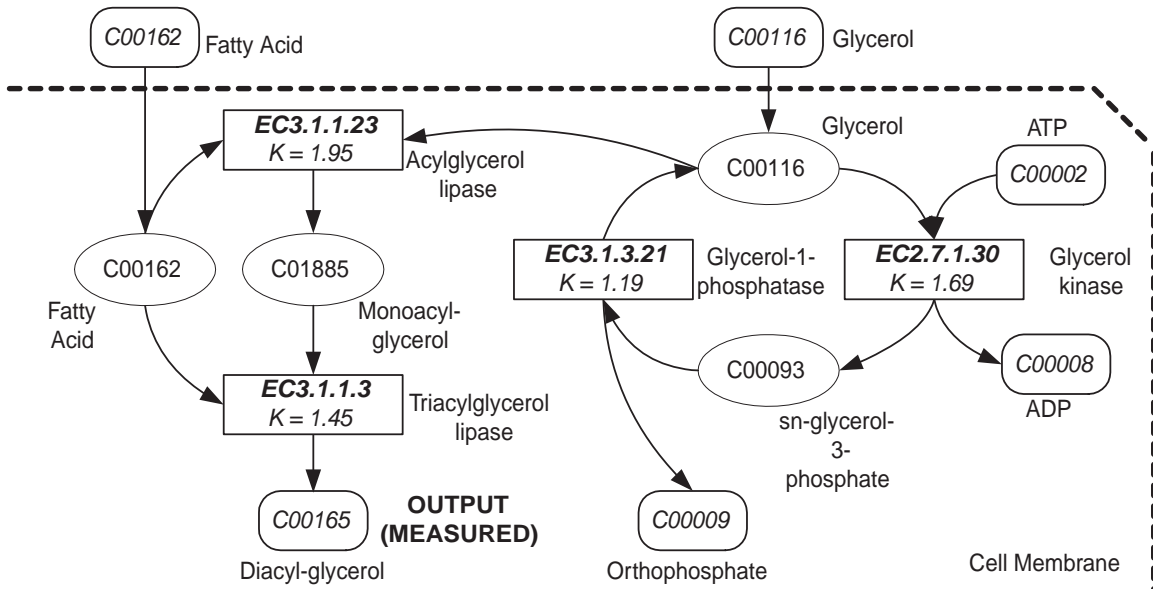 C00162 Fatty Acid
C00116 Glycerol
EC3.1.1.23
K = 1.95
Acylglycerol
lipase
Glycerol
C00116
ATP
C00002
C00162
Fatty
Acid
C01885
Monoacyl-
glycerol
EC3.1.3.21
K = 1.19
Glycerol-1-
phosphatase
EC2.7.1.30
K = 1.69
Glycerol
kinase
EC3.1.1.3
K = 1.45
Triacylglycerol
lipase
C00093
sn-glycerol-
3-
phosphate
C00008
ADP
C00165
Diacyl-glycerol
OUTPUT
(MEASURED)
C00009
Orthophosphate
Cell Membrane